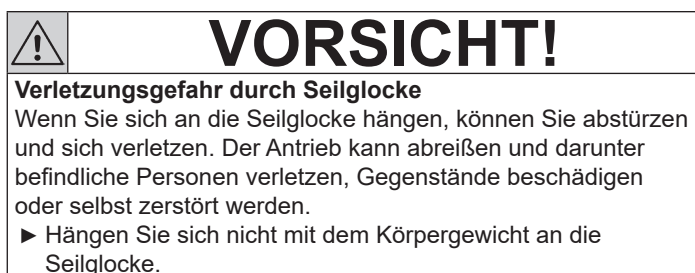 VORSICHT!
Verletzungsgefahr durch Seilglocke
Wenn Sie sich an die Seilglocke hängen, können Sie abstürzen
und sich verletzen. Der Antrieb kann abreißen und darunter
befindliche Personen verletzen, Gegenstände beschädigen
oder selbst zerstört werden.
► Hängen Sie sich nicht mit dem Körpergewicht an die
Seilglocke.